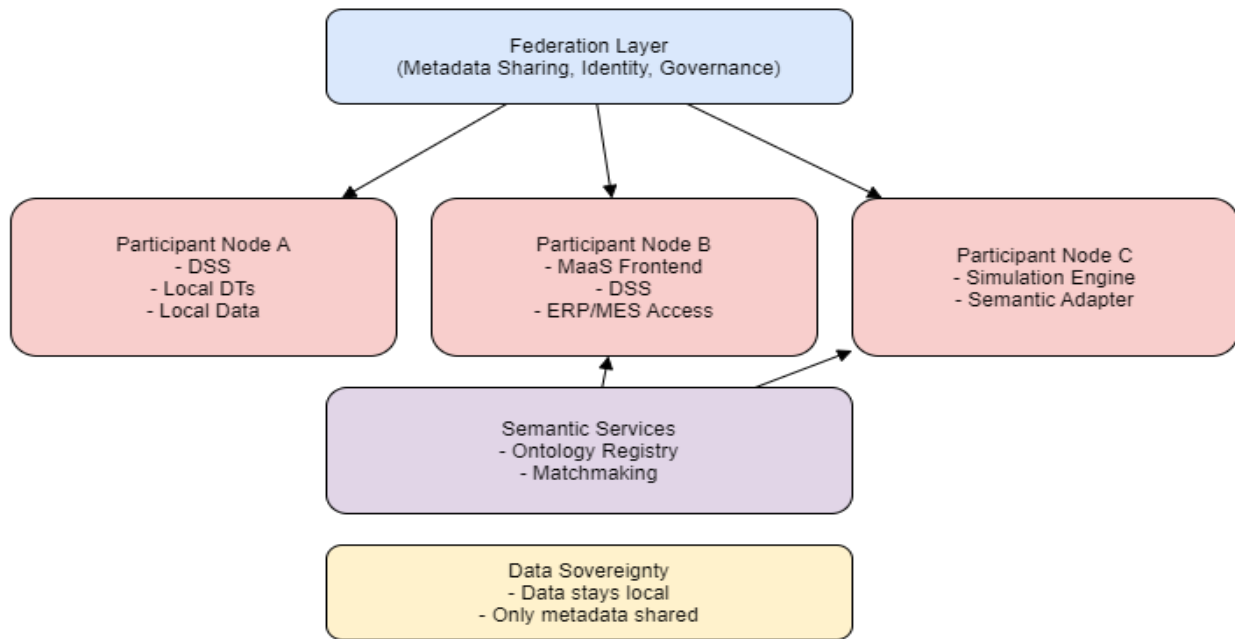 Federation Layer
(Metadata Sharing, Identity, Governance)
Participant Node A
- DSS
- Local DTs
- Local Data
Participant Node B
- MaaS Frontend
- DSS
- ERP/MES Access
Participant Node C
- Simulation Engine
- Semantic Adapter
Semantic Services
- Ontology Registry
- Matchmaking
Data Sovereignty
- Data stays local
- Only metadata shared